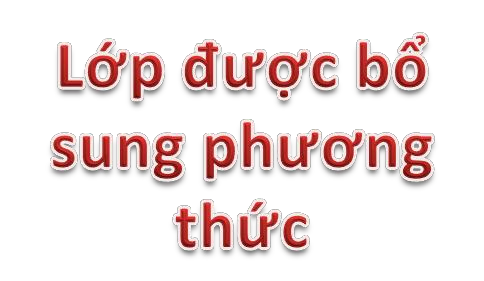 Lớp được bổ
sung phương
thức